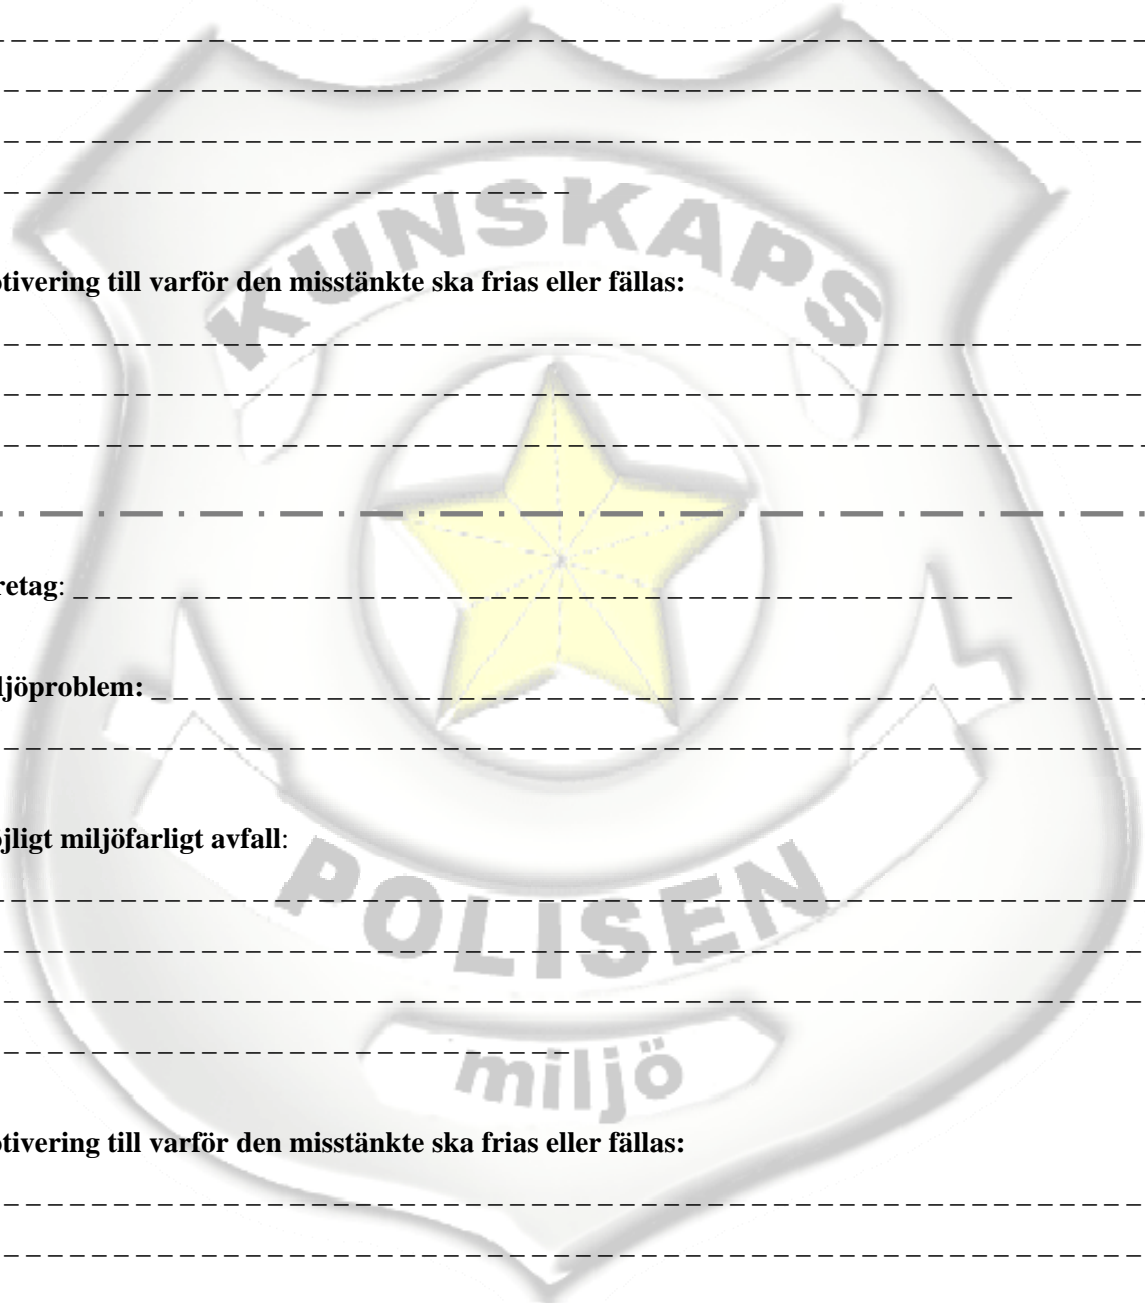 KUNSKAPS
otivering till varför den misstänkte ska frias eller fällas:
retag: _ _ _ _ _ _ _ _ _ _ _ _ _ _ _ _ _ _ _ _ _ _ _ _ _ _ _ _ _ _
ljöproblem: _ _ _ _ _ _ _ _ _ _ _ _ _ _ _ _ _ _ _ _ _ _ _ _ _ _ _ _ _ _
jligt miljöfarligt avfall:
POLISEN
miljö
otivering till varför den misstänkte ska frias eller fällas: